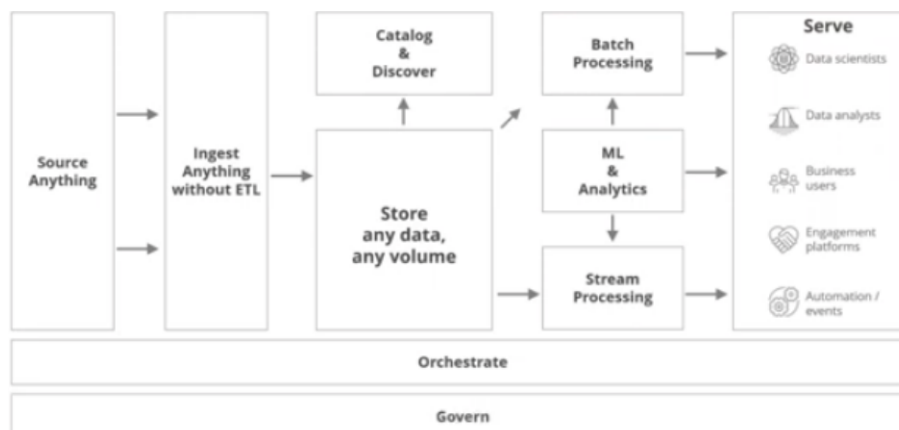 Source
Anything
Ingest
Anything
without ETL
Catalog
&
Discover
Store
any data,
any volume
Batch
Processing
ML
&
Analytics
Stream
Processing
Serve
Data scientists
Data analysts
Business
users
Engagement
platforms
Automation /
events
Orchestrate
Govern